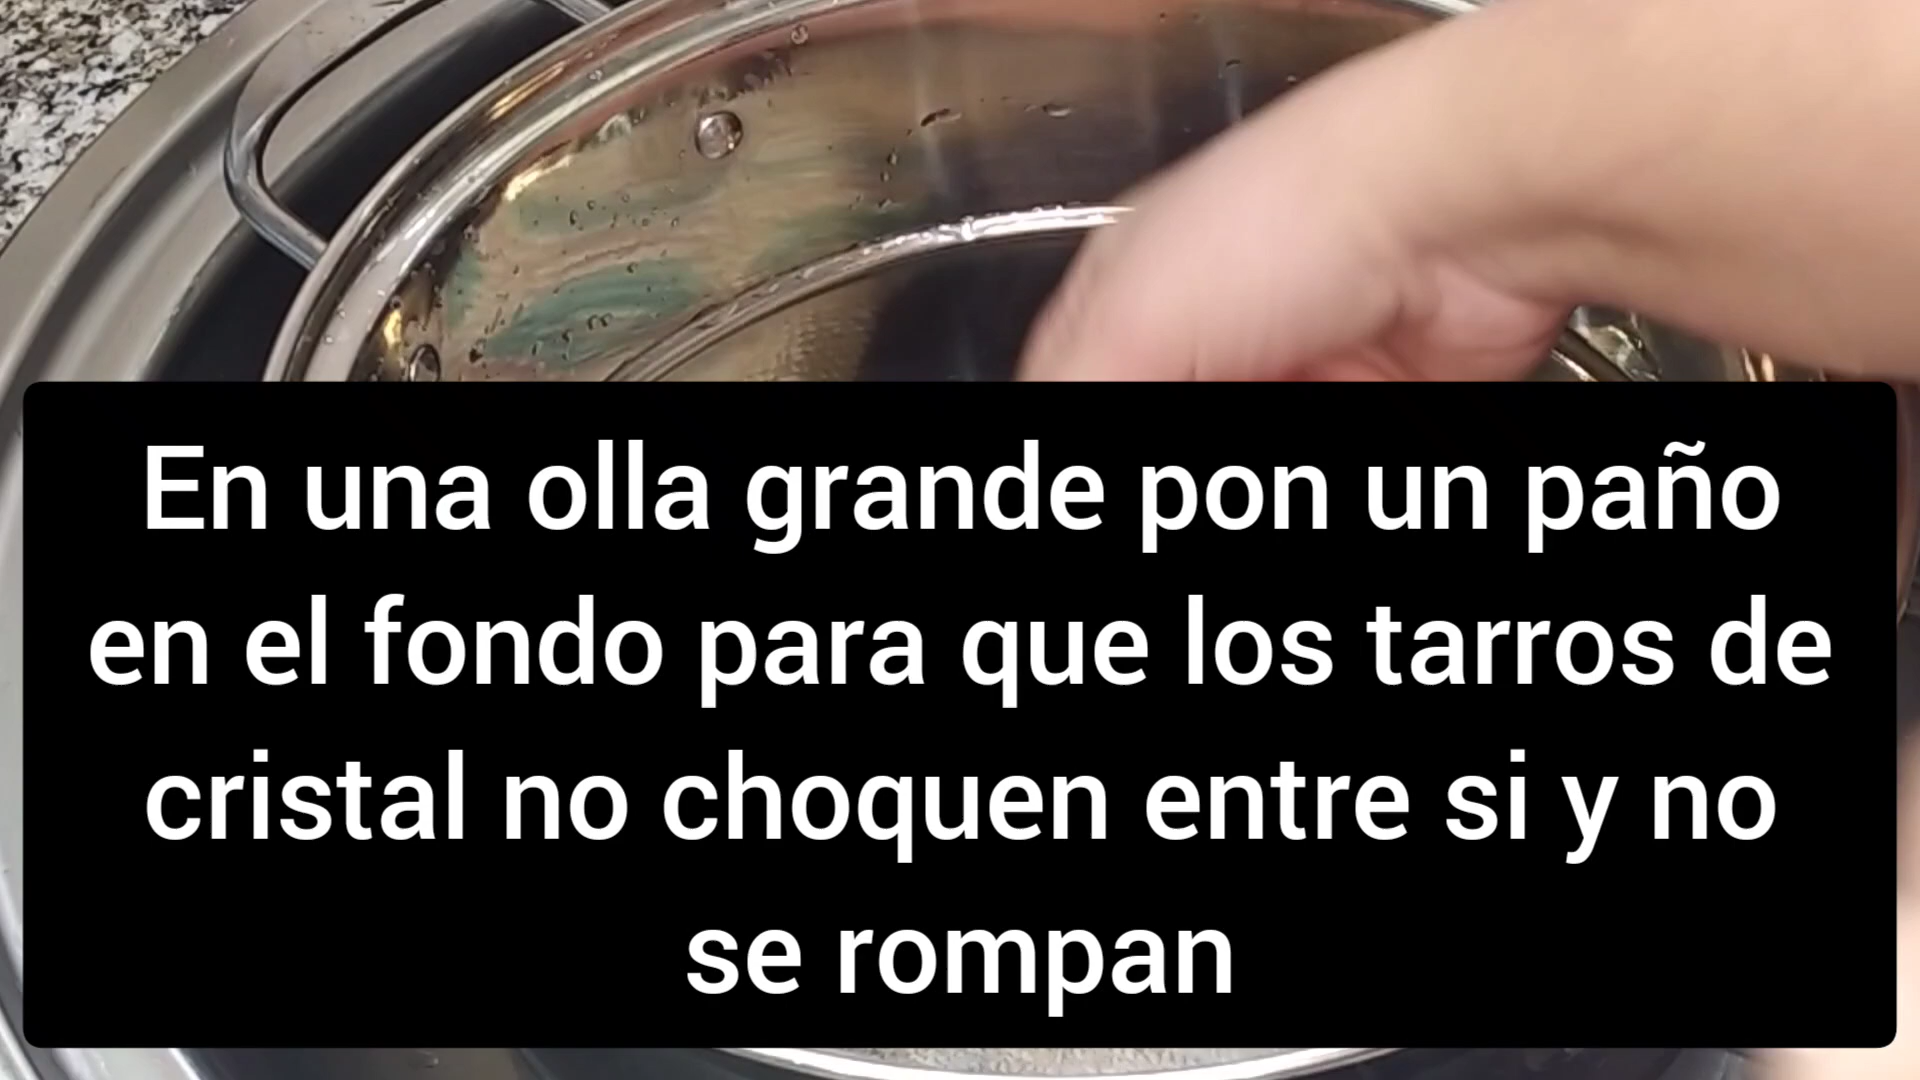 En una olla grande pon un paño
en el fondo para que los tarros de
cristal no choquen entre si y no
se rompan